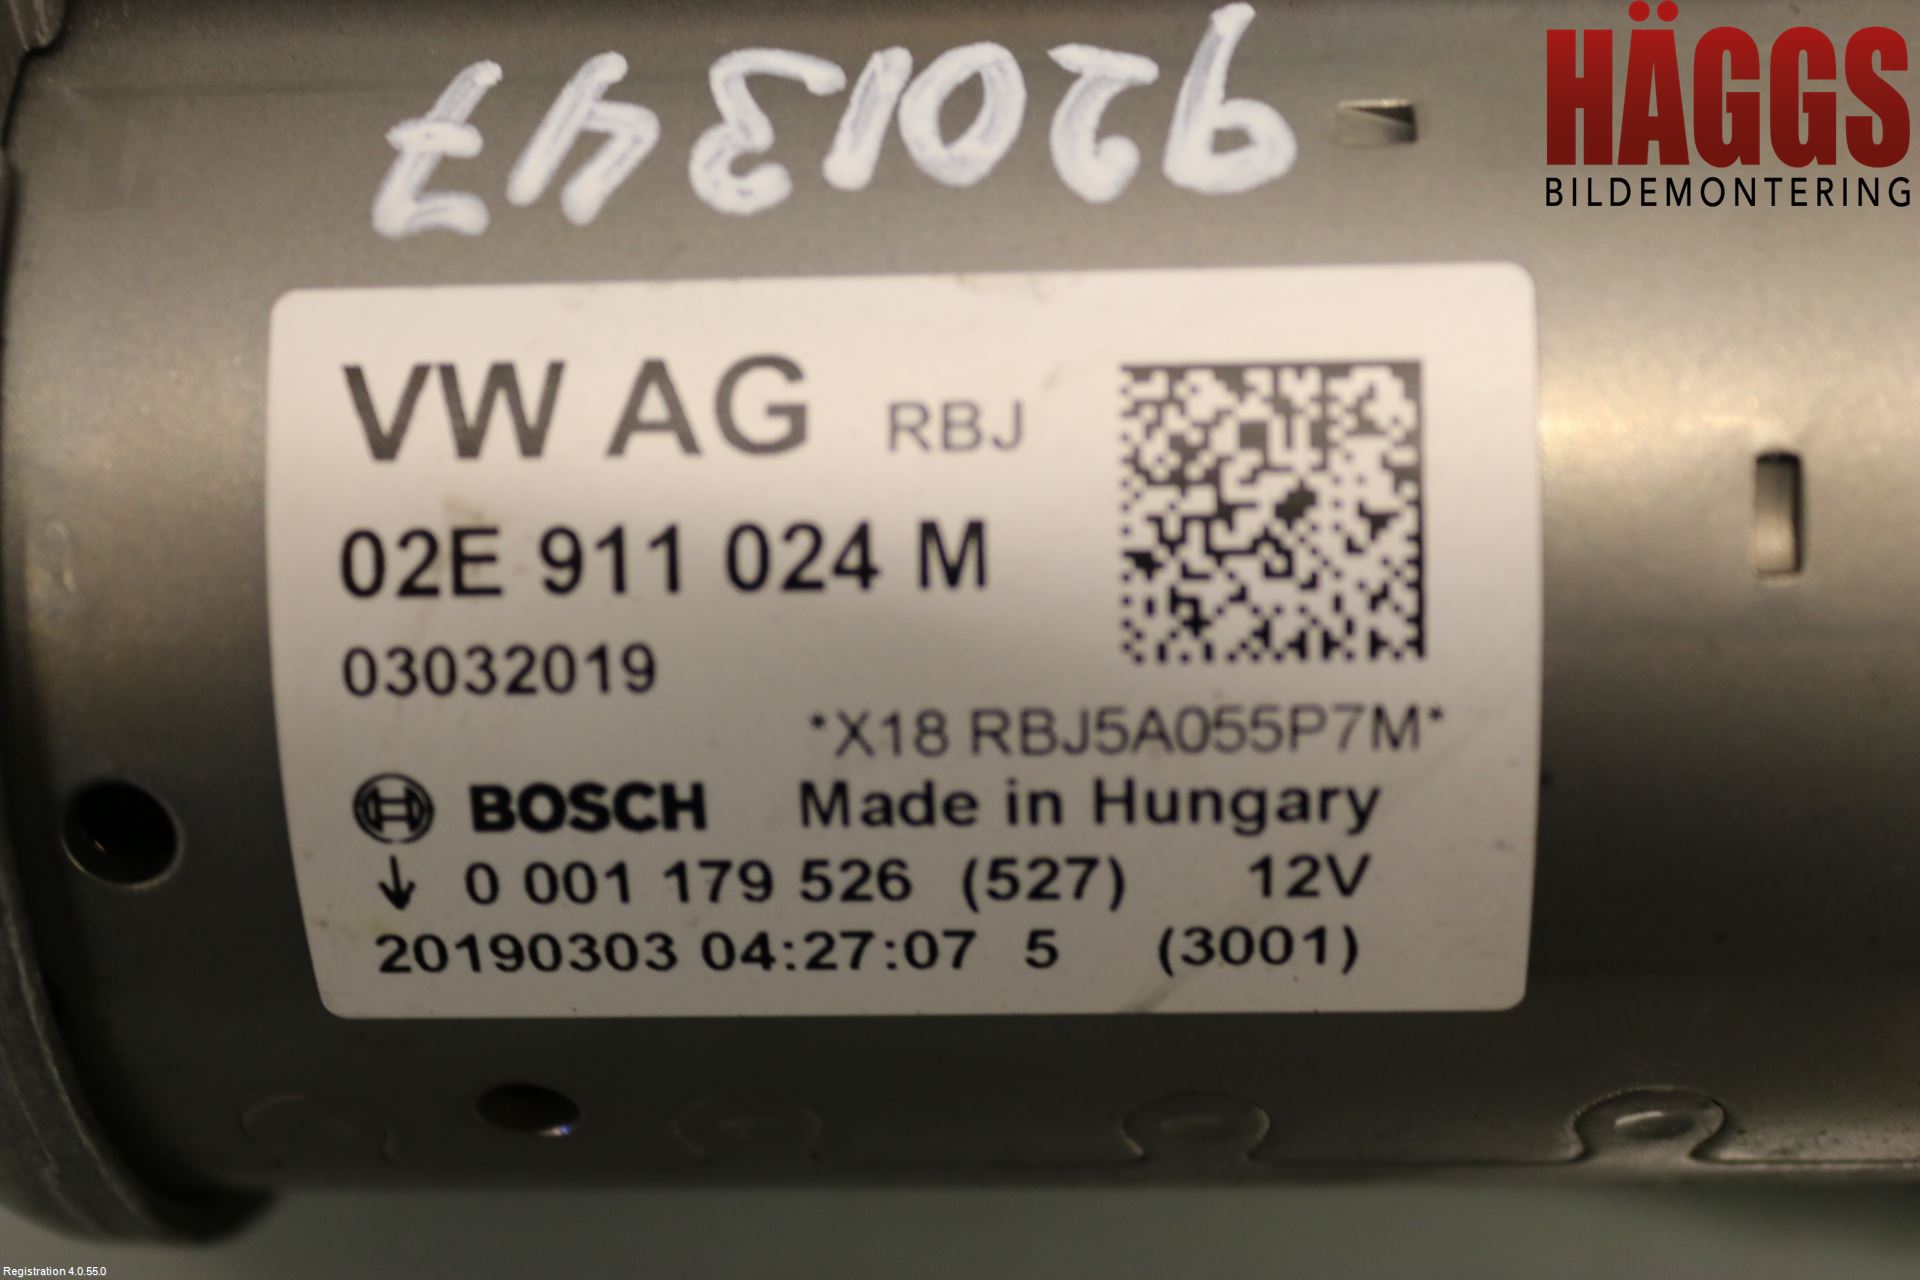 9201347
HÄGGS
BILDEMONTERING
VW AG RBJ
02E 911 024 M
03032019
*X18 RBJ5A055P7M*
BOSCH Made in Hungary
↓ 0 001 179 526 (527) 12V
20190303 04:27:07 5 (3001)
Registration 4.0.55.0